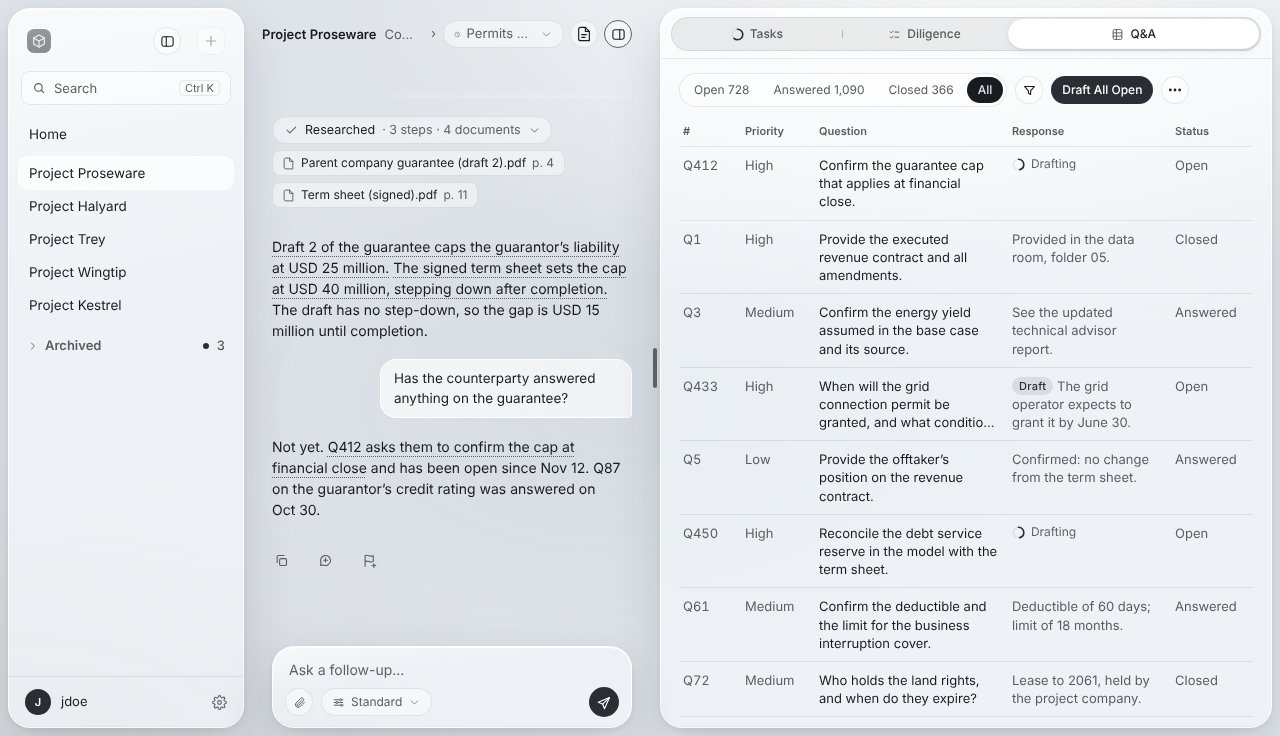 Search
Ctrl K
Home
Project Proseware
Project Halyard
Project Trey
Project Wingtip
Project Kestrel
Archived
3
J
jdoe
Project Proseware Co...
Permits ...
Researched · 3 steps · 4 documents
Parent company guarantee (draft 2).pdf p. 4
Term sheet (signed).pdf p. 11
Draft 2 of the guarantee caps the guarantor’s liability
at USD 25 million. The signed term sheet sets the cap
at USD 40 million, stepping down after completion.
The draft has no step-down, so the gap is USD 15
million until completion.
Has the counterparty answered
anything on the guarantee?
Not yet. Q412 asks them to confirm the cap at
financial close and has been open since Nov 12. Q87
on the guarantor’s credit rating was answered on
Oct 30.
Ask a follow-up...
Standard
Tasks
Diligence
Q&A
Open 728
Answered 1,090
Closed 366
All
Draft All Open
# Priority Question Response Status
Q412 High Confirm the guarantee cap Drafting Open
that applies at financial
close.
Q1 High Provide the executed Provided in the data Closed
revenue contract and all room, folder 05.
amendments.
Q3 Medium Confirm the energy yield See the updated Answered
assumed in the base case technical advisor
and its source. report.
Q433 High When will the grid Draft The grid Open
connection permit be operator expects to
granted, and what conditio... grant it by June 30.
Q5 Low Provide the offtaker’s Confirmed: no change Answered
position on the revenue from the term sheet.
contract.
Q450 High Reconcile the debt service Drafting Open
reserve in the model with the
term sheet.
Q61 Medium Confirm the deductible and Deductible of 60 days; Answered
the limit for the business limit of 18 months.
interruption cover.
Q72 Medium Who holds the land rights, Lease to 2061, held by Closed
and when do they expire? the project company.